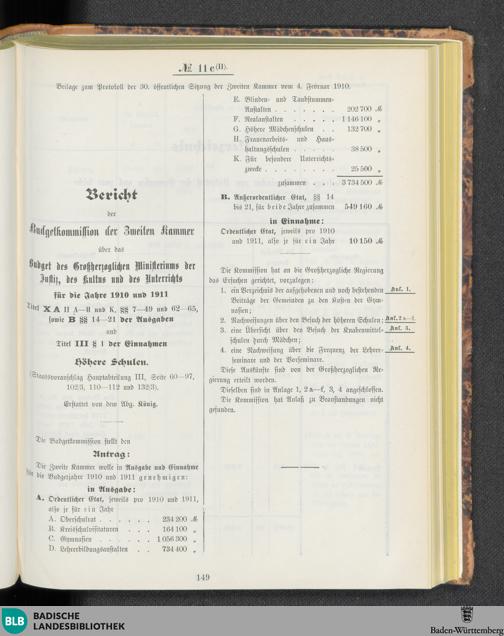 № 11e(II).
Beilage zum Protokoll der 30. öffentlichen Sitzung der Zweiten Kammer vom 4. Februar 1910.
Bericht
der
Budgetkommission der Zweiten Kammer
über das
Budget des Großherzoglichen Ministeriums der
Justiz, des Kultus und des Unterrichts
für die Jahre 1910 und 1911
Titel X A II A—H und K, §§ 7—49 und 62—65,
sowie B §§ 14—21 der Ausgaben
und
Titel III § 1 der Einnahmen
Höhere Schulen.
(Staatsvoranschlag Hauptabteilung III, Seite 60—97,
102/3, 110—112 und 132/3).
Erstattet von dem Abg. König.
Die Budgetkommission stellt den
Antrag:
Die Zweite Kammer wolle in Ausgabe und Einnahme
für die Budgetjahre 1910 und 1911 genehmigen:
in Ausgabe:
A. Ordentlicher Etat, jeweils pro 1910 und 1911,
also je für ein Jahr
A. Oberschulrat . . . . . . 234 200 ℳ
B. Kreisschulvisitaturen . . . 164 100 „
C. Gymnasien . . . . . . 1 056 300 „
D. Lehrerbildungsanstalten . . 734 400 „
E. Blinden- und Taubstummen-
Anstalten . . . . . . . 202 700 ℳ
F. Realanstalten . . . . . 1 146 100 „
G. Höhere Mädchenschulen . . 132 700 „
H. Frauenarbeits- und Haus-
haltungsschulen . . . . . 38 500 „
K. Für besondere Unterrichts-
zwecke . . . . . . . . 25 500 „
zusammen . . . 3 734 500 ℳ
B. Außerordentlicher Etat, §§ 14
bis 21, für beide Jahre zusammen 549 160 ℳ
in Einnahme:
Ordentlicher Etat, jeweils pro 1910
und 1911, also je für ein Jahr 10 150 ℳ
Die Kommission hat an die Großherzogliche Regierung
das Ersuchen gerichtet, vorzulegen:
1. ein Verzeichnis der aufgehobenen und noch bestehenden Anl. 1.
Beiträge der Gemeinden zu den Kosten der Gym-
nasien;
2. Nachweisungen über den Besuch der höheren Schulen; Anl. 2 a—f.
3. eine Übersicht über den Besuch der Knabenmittel- Anl. 3.
schulen durch Mädchen;
4. eine Nachweisung über die Frequenz der Lehrer- Anl. 4.
seminare und der Vorseminare.
Diese Auskünfte sind von der Großherzoglichen Re-
gierung erteilt worden.
Dieselben sind in Anlage 1, 2 a—f, 3, 4 angeschlossen.
Die Kommission hat Anlaß zu Beanstandungen nicht
gefunden.
149
BLB
BADISCHE
LANDESBIBLIOTHEK
Baden-Württemberg